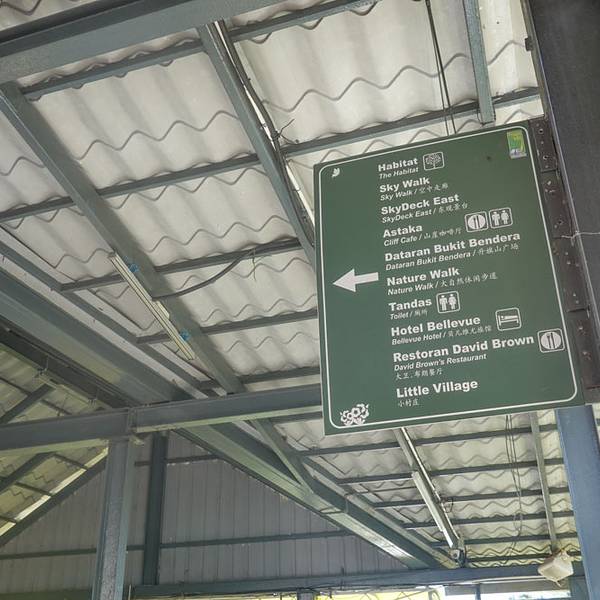 Habitat
The Habitat
Sky Walk
Sky Walk / 空中走廊
SkyDeck East
SkyDeck East / 东观景台
Astaka
Cliff Cafe / 山崖咖啡厅
Dataran Bukit Bendera
Dataran Bukit Bendera / 升旗山广场
Nature Walk
Nature Walk / 大自然休闲步道
Tandas
Toilet / 厕所
Hotel Bellevue
Bellevue Hotel / 贝儿维尤旅馆
Restoran David Brown
David Brown's Restaurant
大卫.布朗餐厅
Little Village
小村庄